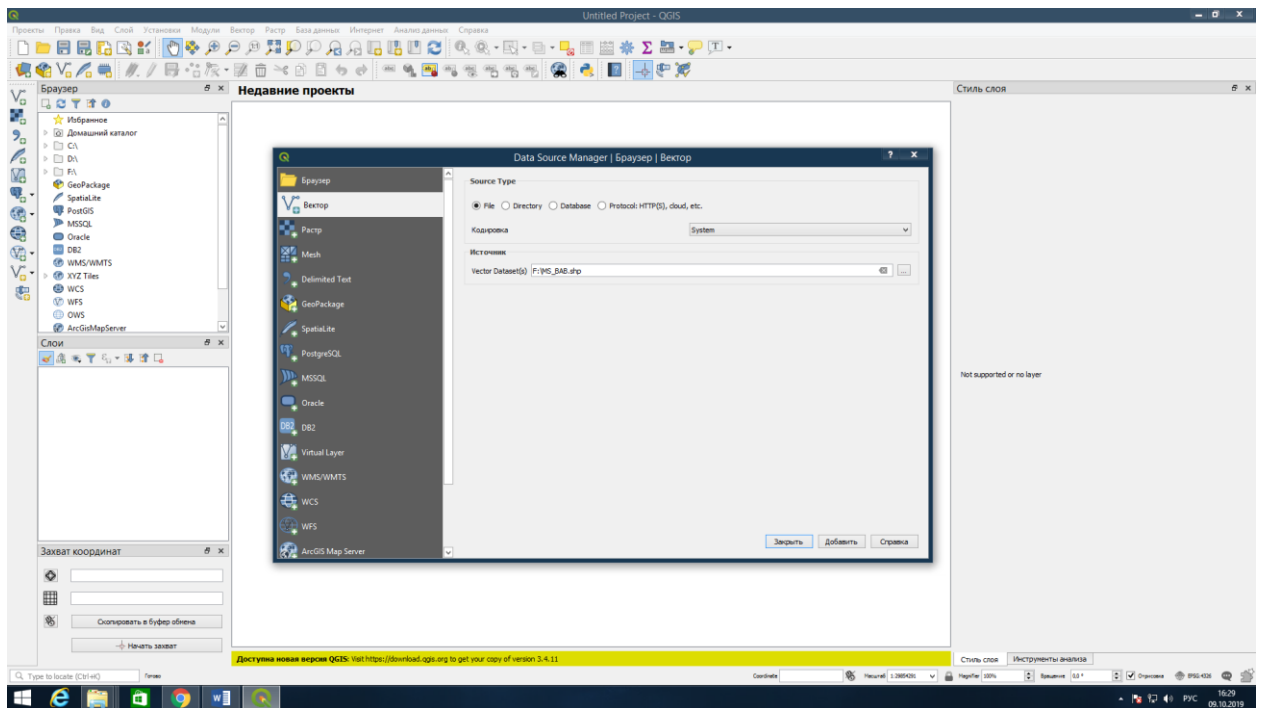 Untitled Project - QGIS
Проекты Правка Вид Слой Установки Модули Вектор Растр База данных Интернет Анализ данных Справка
Браузер
Избранное
Домашний каталог
C:\
D:\
F:\
GeoPackage
SpatiaLite
PostGIS
MSSQL
Oracle
DB2
WMS/WMTS
XYZ Tiles
WCS
WFS
OWS
ArcGisMapServer
Слои
Захват координат
Скопировать в буфер обмена
Начать захват
Недавние проекты
Data Source Manager | Браузер | Вектор
Браузер
Вектор
Растр
Mesh
Delimited Text
GeoPackage
SpatiaLite
PostgreSQL
MSSQL
Oracle
DB2
Virtual Layer
WMS/WMTS
WCS
WFS
ArcGIS Map Server
Source Type
File Directory Database Protocol: HTTP(S), cloud, etc.
Кодировка System
Источник
Vector Dataset(s) F:\MS_BAB.shp
Закрыть Добавить Справка
Стиль слоя
Not supported or no layer
Доступна новая версия QGIS: Visit https://download.qgis.org to get your copy of version 3.4.11
Стиль слоя Инструменты анализа
Type to locate (Ctrl+K) Готово Coordinate Масштаб Magnifier 100% Вращение 0,0 ° Отрисовка EPSG:4326
РУС 16:29
09.10.2019